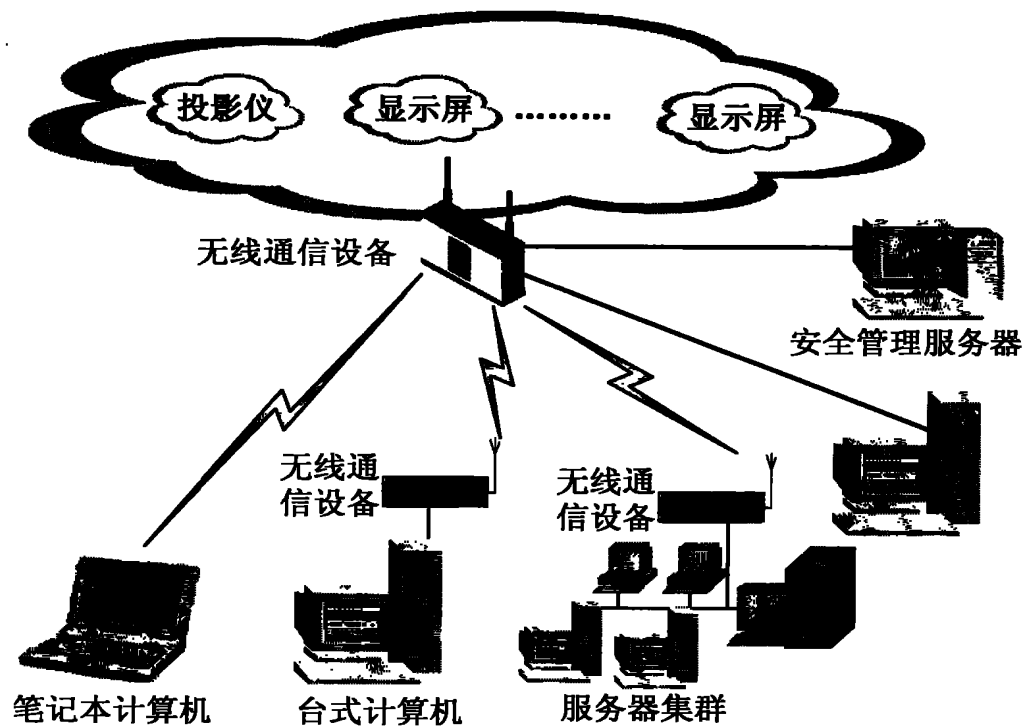 投影仪
显示屏
………
显示屏
无线通信设备
安全管理服务器
无线通
信设备
无线通
信设备
笔记本计算机
台式计算机
服务器集群